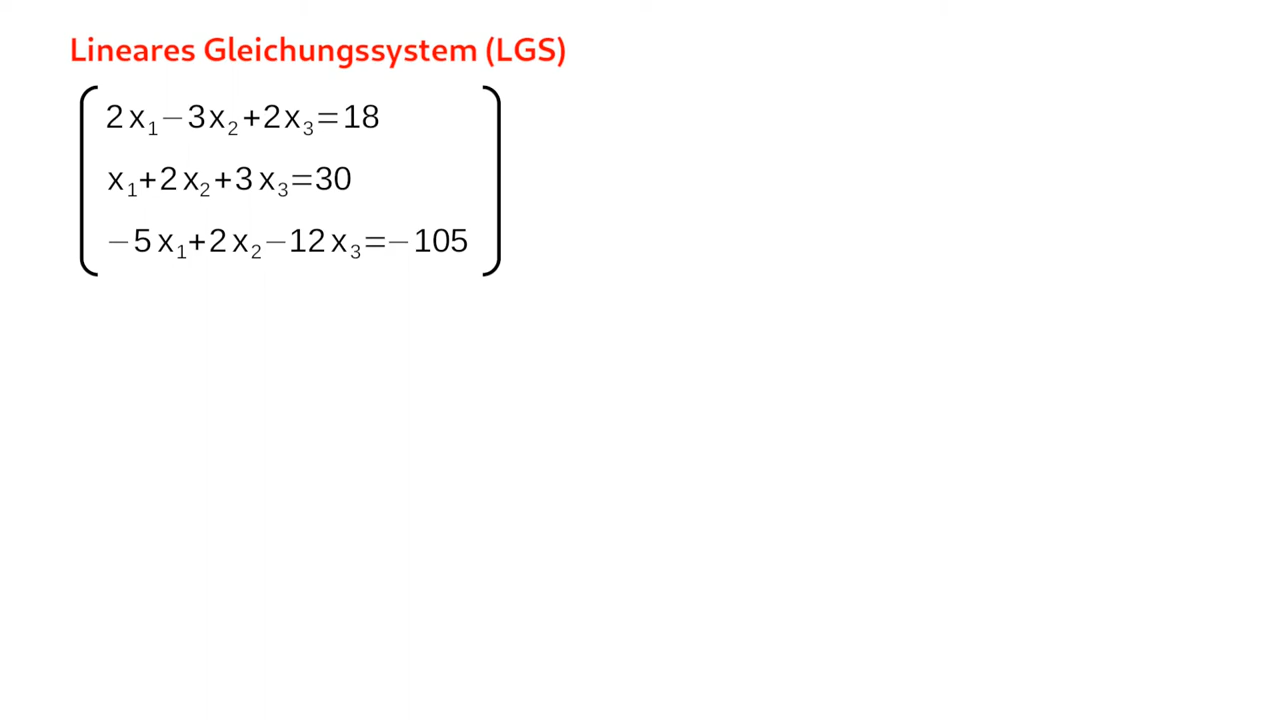 Lineares Gleichungssystem (LGS)
2x₁−3x₂+2x₃=18
x₁+2x₂+3x₃=30
−5x₁+2x₂−12x₃=−105